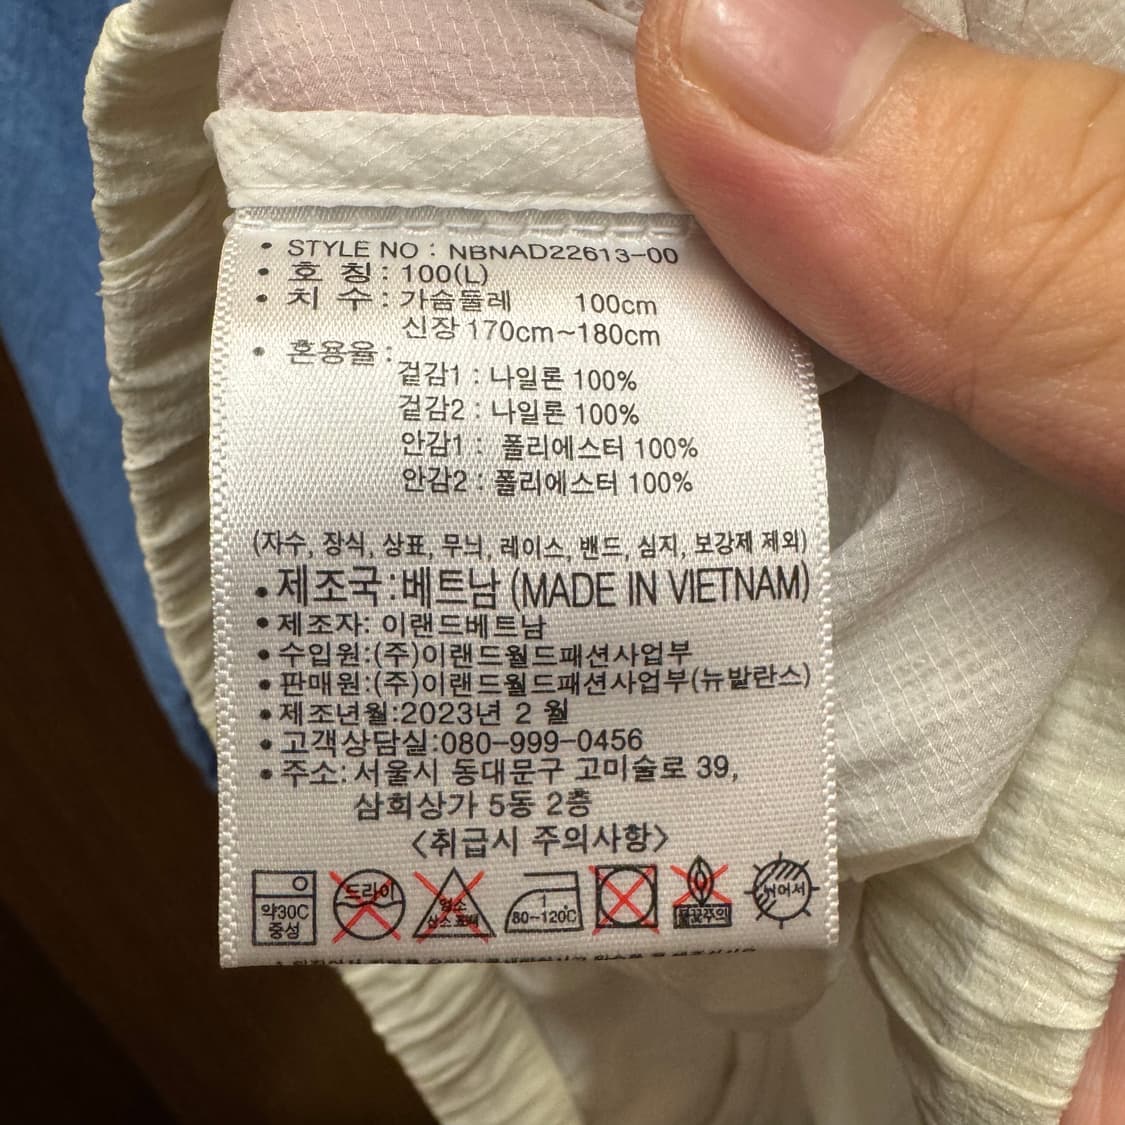 • STYLE NO : NBNAD22613-00
• 호 칭 : 100(L)
• 치 수 : 가슴둘레 100cm
신장 170cm~180cm
• 혼용율 :
겉감1 : 나일론 100%
겉감2 : 나일론 100%
안감1 : 폴리에스터 100%
안감2 : 폴리에스터 100%
(자수, 장식, 상표, 무늬, 레이스, 밴드, 심지, 보강제 제외)
• 제조국:베트남 (MADE IN VIETNAM)
• 제조자: 이랜드베트남
• 수입원:(주)이랜드월드패션사업부
• 판매원:(주)이랜드월드패션사업부(뉴발란스)
• 제조년월:2023년 2 월
• 고객상담실:080-999-0456
• 주소: 서울시 동대문구 고미술로 39,
삼희상가 5동 2층
<취급시 주의사항>
약30℃ 중성
드라이
염소 산소 표백
80~120℃
불꽃주의
뉘어서